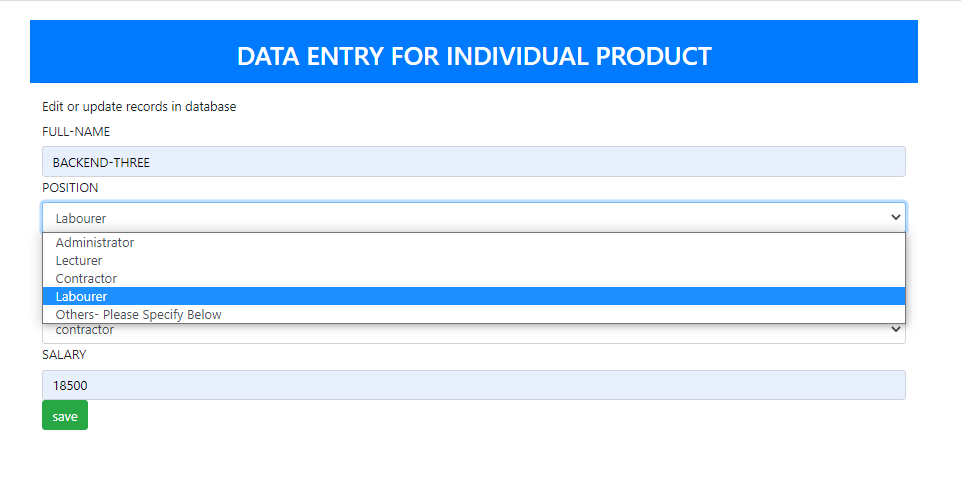 DATA ENTRY FOR INDIVIDUAL PRODUCT
Edit or update records in database
FULL-NAME
BACKEND-THREE
POSITION
Labourer
Administrator
Lecturer
Contractor
Labourer
Others- Please Specify Below
contractor
SALARY
18500
save